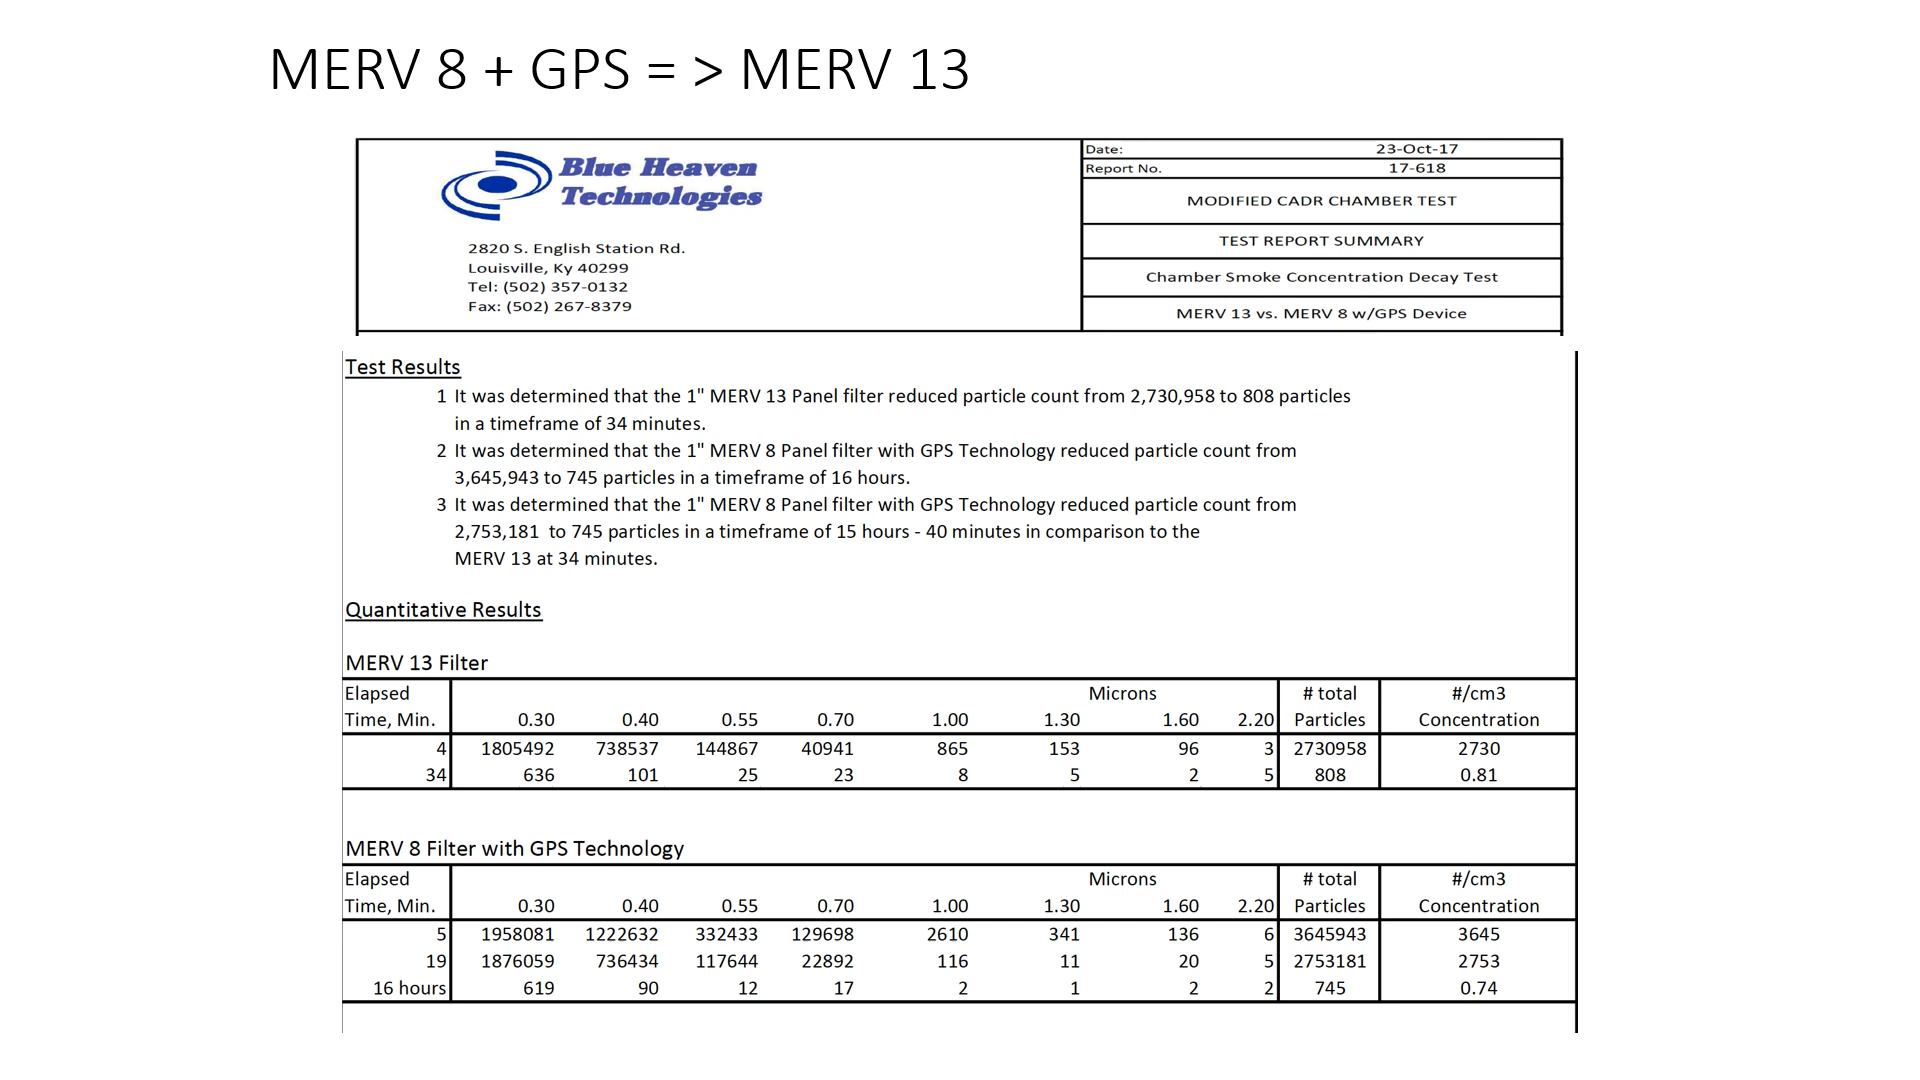 MERV 8 + GPS = > MERV 13
Blue Heaven
Technologies
2820 S. English Station Rd.
Louisville, Ky 40299
Tel: (502) 357-0132
Fax: (502) 267-8379
Date: 23-Oct-17
Report No. 17-618
MODIFIED CADR CHAMBER TEST
TEST REPORT SUMMARY
Chamber Smoke Concentration Decay Test
MERV 13 vs. MERV 8 w/GPS Device
Test Results
1 It was determined that the 1" MERV 13 Panel filter reduced particle count from 2,730,958 to 808 particles
in a timeframe of 34 minutes.
2 It was determined that the 1" MERV 8 Panel filter with GPS Technology reduced particle count from
3,645,943 to 745 particles in a timeframe of 16 hours.
3 It was determined that the 1" MERV 8 Panel filter with GPS Technology reduced particle count from
2,753,181 to 745 particles in a timeframe of 15 hours - 40 minutes in comparison to the
MERV 13 at 34 minutes.
Quantitative Results
MERV 13 Filter
Elapsed Microns # total #/cm3
Time, Min. 0.30 0.40 0.55 0.70 1.00 1.30 1.60 2.20 Particles Concentration
4 1805492 738537 144867 40941 865 153 96 3 2730958 2730
34 636 101 25 23 8 5 2 5 808 0.81
MERV 8 Filter with GPS Technology
Elapsed Microns # total #/cm3
Time, Min. 0.30 0.40 0.55 0.70 1.00 1.30 1.60 2.20 Particles Concentration
5 1958081 1222632 332433 129698 2610 341 136 6 3645943 3645
19 1876059 736434 117644 22892 116 11 20 5 2753181 2753
16 hours 619 90 12 17 2 1 2 2 745 0.74